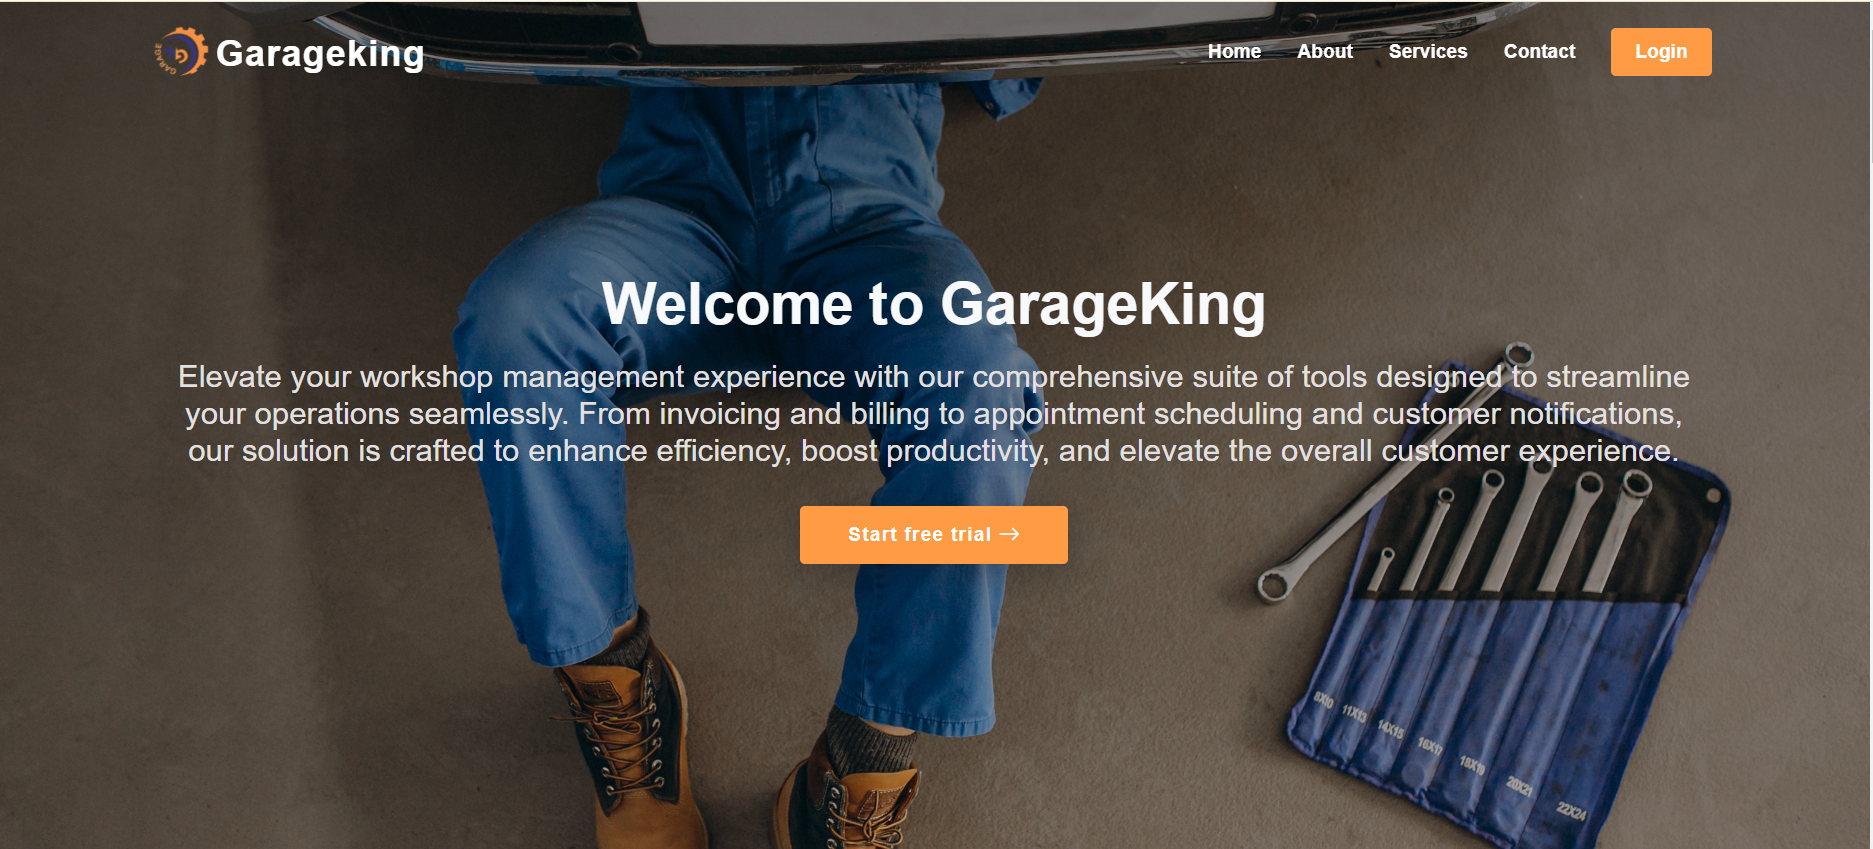 GARAGE
G
Garageking
Home
About
Services
Contact
Login
Welcome to GarageKing
Elevate your workshop management experience with our comprehensive suite of tools designed to streamline
your operations seamlessly. From invoicing and billing to appointment scheduling and customer notifications,
our solution is crafted to enhance efficiency, boost productivity, and elevate the overall customer experience.
Start free trial →
8X10
11X13
14X15
16X17
18X19
20X21
22X24